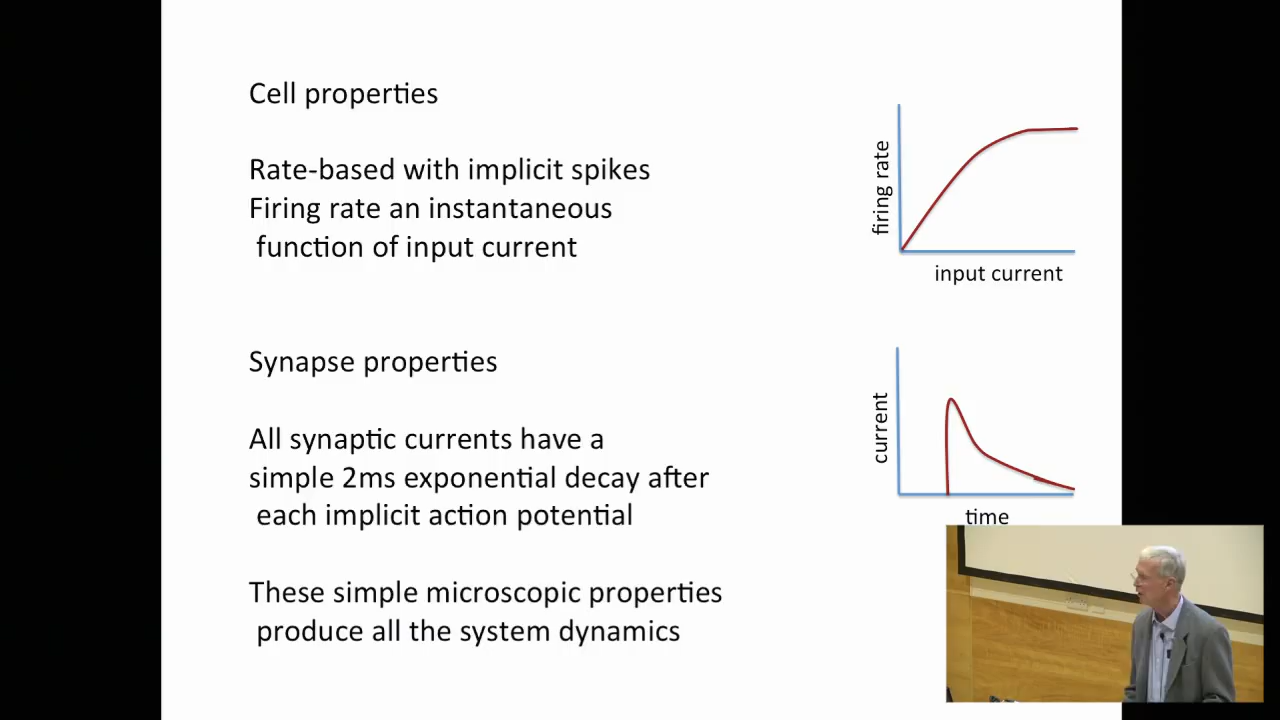 Cell properties
Rate-based with implicit spikes
Firing rate an instantaneous
function of input current
firing rate
input current
Synapse properties
All synaptic currents have a
simple 2ms exponential decay after
each implicit action potential
current
time
These simple microscopic properties
produce all the system dynamics